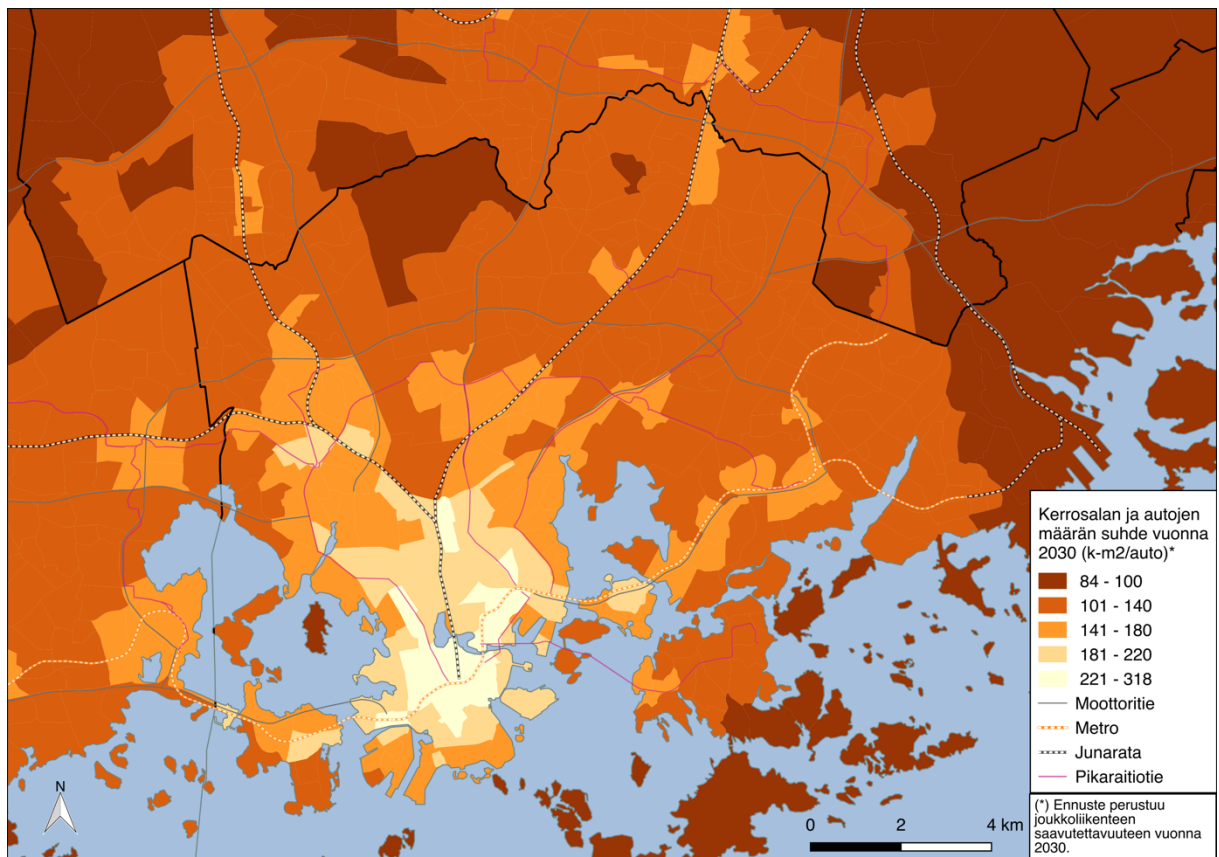 Kerrosalan ja autojen
määrän suhde vuonna
2030 (k-m2/auto)*
84 - 100
101 - 140
141 - 180
181 - 220
221 - 318
Moottoritie
Metro
Junarata
Pikaraitiotie
(*) Ennuste perustuu
joukkoliikenteen
saavutettavuuteen vuonna
2030.
N
0 2 4 km